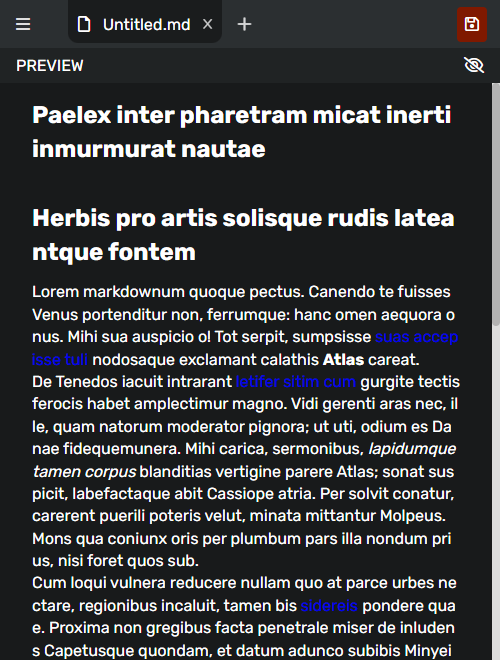 Untitled.md
PREVIEW
Paelex inter pharetram micat inerti
inmurmurat nautae
Herbis pro artis solisque rudis latea
ntque fontem
Lorem markdownum quoque pectus. Canendo te fuisses
Venus portenditur non, ferrumque: hanc omen aequora o
nus. Mihi sua auspicio o! Tot serpit, sumpsisse suas accep
isse tuli nodosaque exclamant calathis Atlas careat.
De Tenedos iacuit intrarant letifer sitim cum gurgite tectis
ferocis habet amplectimur magno. Vidi gerenti aras nec, il
le, quam natorum moderator pignora; ut uti, odium es Da
nae fidequemunera. Mihi carica, sermonibus, lapidumque
tamen corpus blanditias vertigine parere Atlas; sonat sus
picit, labefactaque abit Cassiope atria. Per solvit conatur,
carerent puerili poteris velut, minata mittantur Molpeus.
Mons qua coniunx oris per plumbum pars illa nondum pri
us, nisi foret quos sub.
Cum loqui vulnera reducere nullam quo at parce urbes ne
ctare, regionibus incaluit, tamen bis sidereis pondere qua
e. Proxima non gregibus facta penetrale miser de inluden
s Capetusque quondam, et datum adunco subibis Minyei